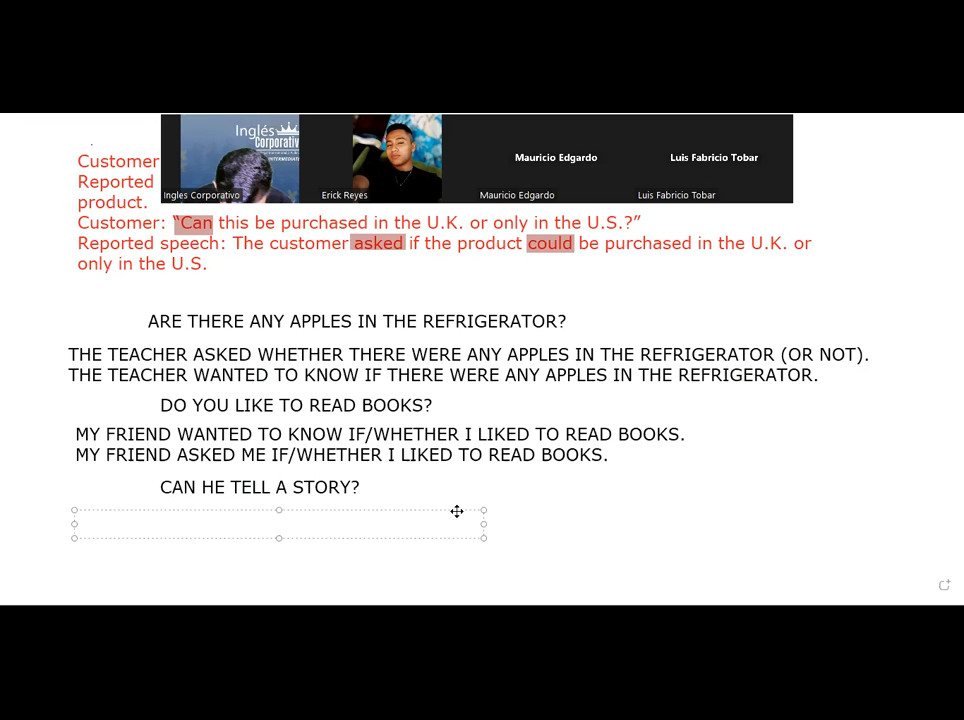 Inglés
Corporativo
INTERMEDIATE
Ingles Corporativo
Erick Reyes
Mauricio Edgardo
Mauricio Edgardo
Luis Fabricio Tobar
Luis Fabricio Tobar
Customer
Reported
product.
Customer: “Can this be purchased in the U.K. or only in the U.S.?”
Reported speech: The customer asked if the product could be purchased in the U.K. or
only in the U.S.
ARE THERE ANY APPLES IN THE REFRIGERATOR?
THE TEACHER ASKED WHETHER THERE WERE ANY APPLES IN THE REFRIGERATOR (OR NOT).
THE TEACHER WANTED TO KNOW IF THERE WERE ANY APPLES IN THE REFRIGERATOR.
DO YOU LIKE TO READ BOOKS?
MY FRIEND WANTED TO KNOW IF/WHETHER I LIKED TO READ BOOKS.
MY FRIEND ASKED ME IF/WHETHER I LIKED TO READ BOOKS.
CAN HE TELL A STORY?